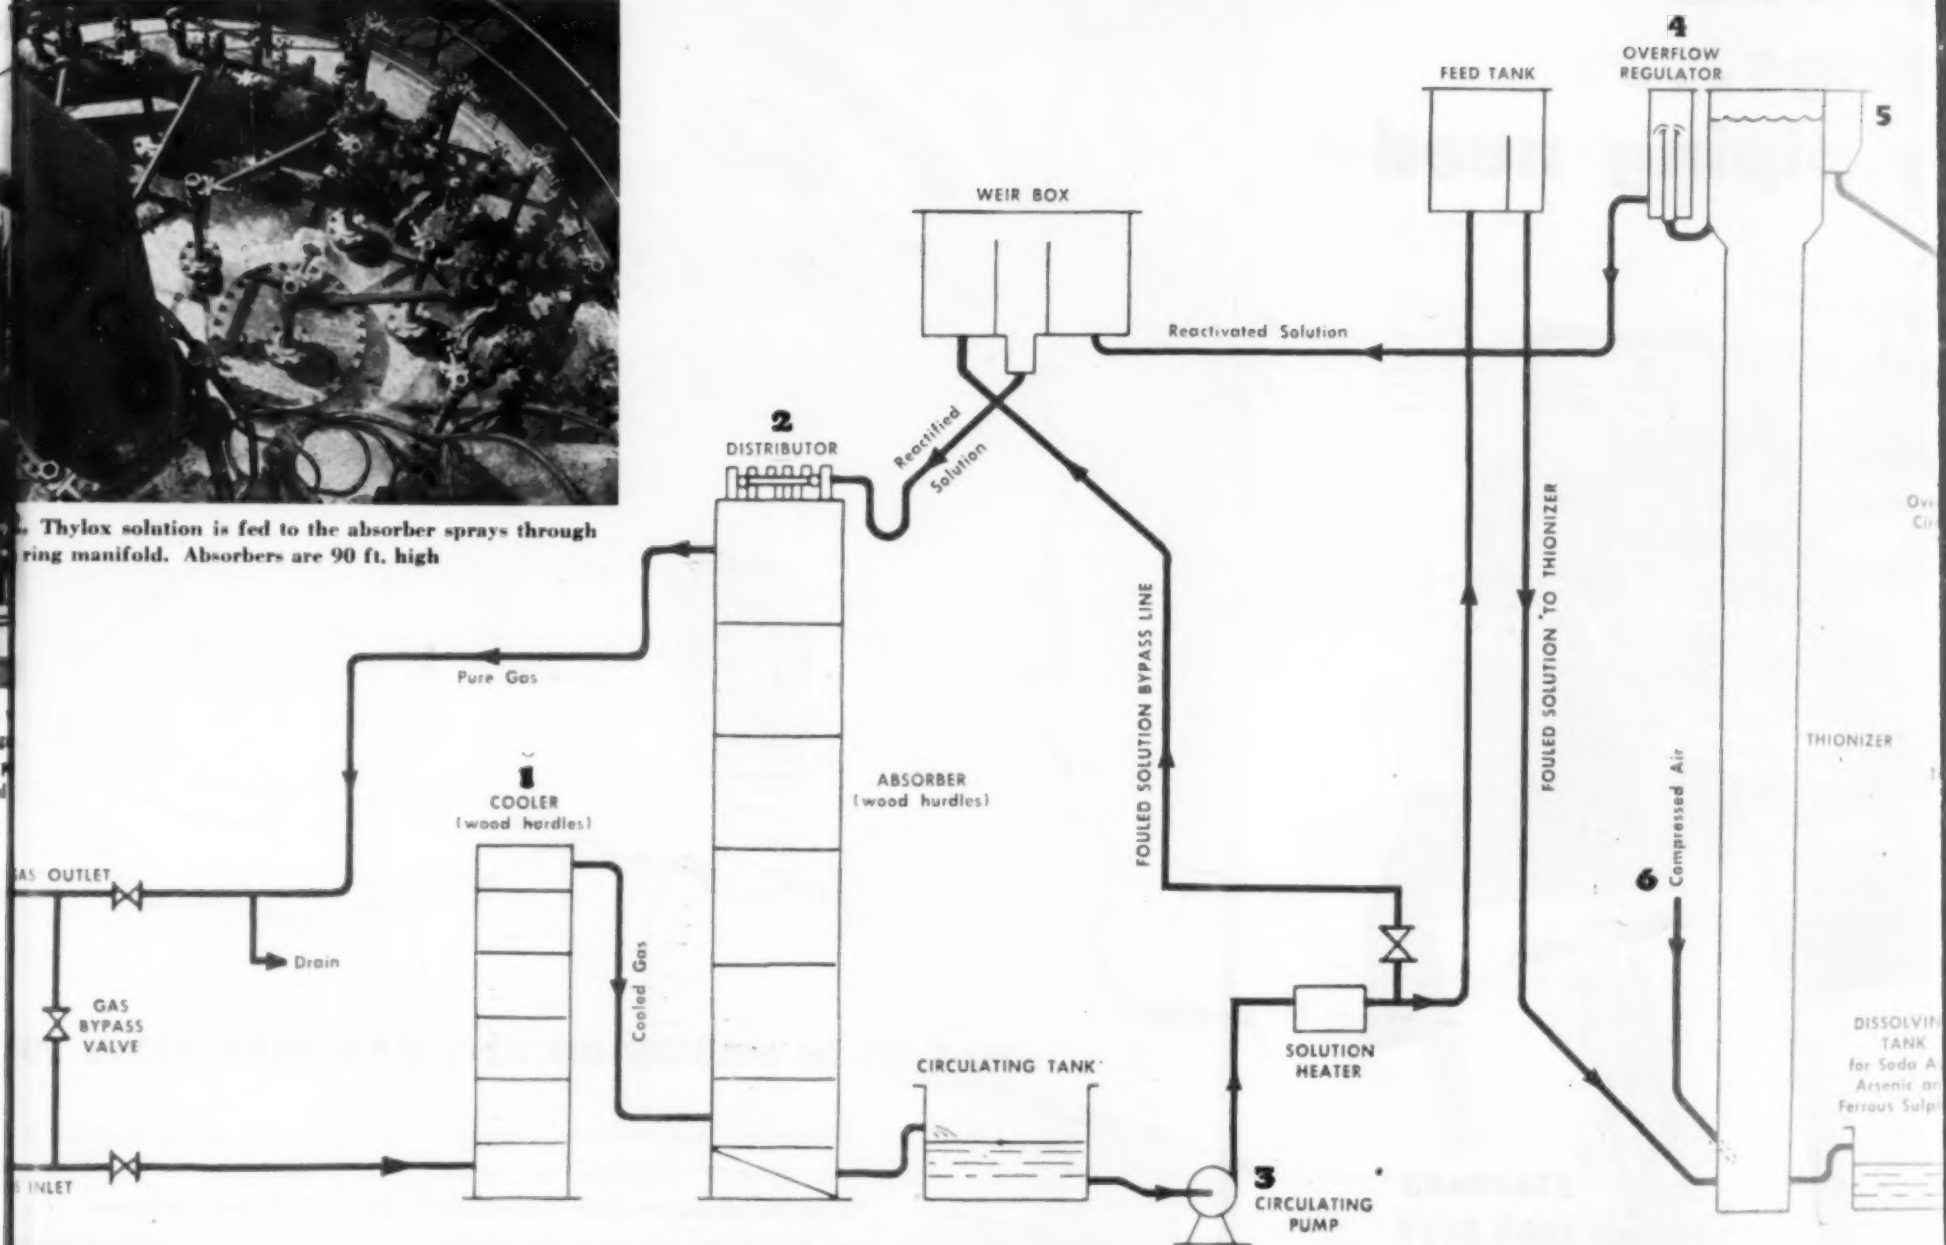 Thylox solution is fed to the absorber sprays through
ring manifold. Absorbers are 90 ft. high
4
OVERFLOW
REGULATOR
FEED TANK
5
WEIR BOX
Reactivated Solution
2
DISTRIBUTOR
Reactified
Solution
Pure Gas
FOULED SOLUTION TO THIONIZER
FOULED SOLUTION BYPASS LINE
THIONIZER
1
COOLER
(wood hurdles)
ABSORBER
(wood hurdles)
Compressed Air
6
GAS OUTLET
Drain
Cooled Gas
GAS
BYPASS
VALVE
CIRCULATING TANK
SOLUTION
HEATER
DISSOLVIN
TANK
for Soda A
Arsenic an
Ferrous Sulp
INLET
3
CIRCULATING
PUMP